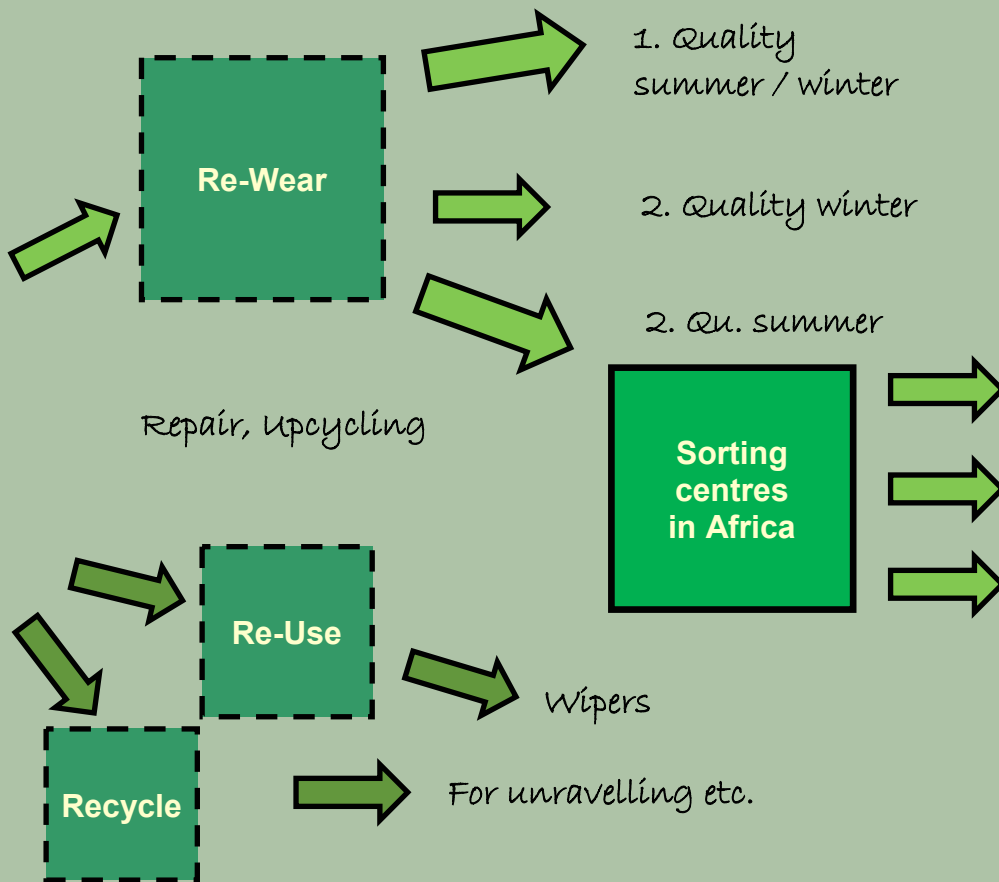 1. Quality
summer / winter
Re-Wear
2. Quality winter
2. Qu. summer
Repair, Upcycling
Sorting
centres
in Africa
Re-Use
Wipers
Recycle
For unravelling etc.